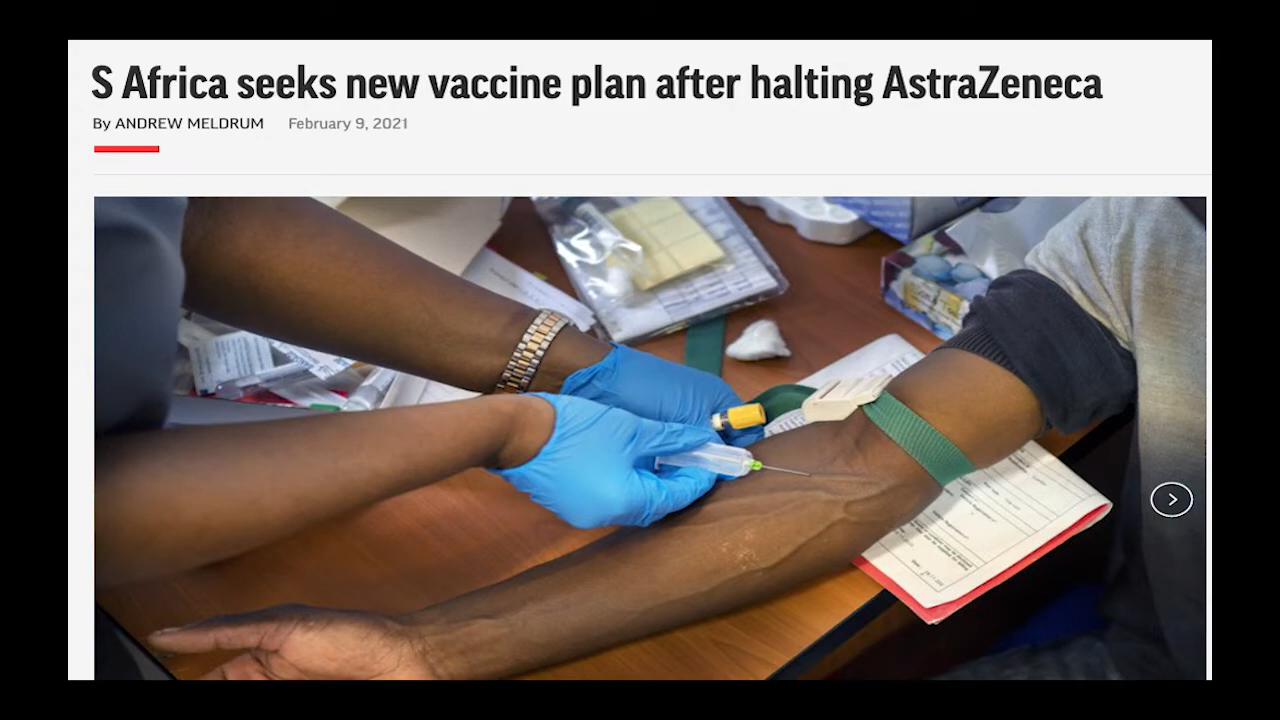 S Africa seeks new vaccine plan after halting AstraZeneca
By ANDREW MELDRUM February 9, 2021